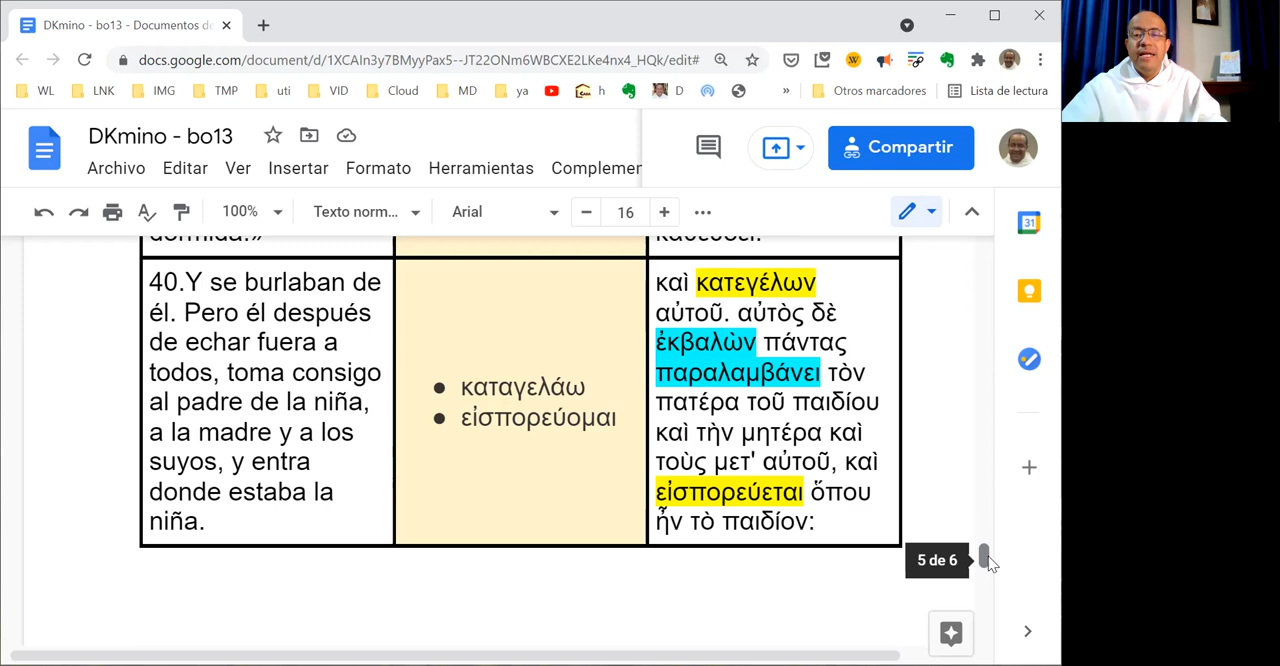 DKmino - bo13 - Documentos d
docs.google.com/document/d/1XCAIn3y7BMyyPax5--JT22ONm6WBCXE2LKe4nx4_HQk/edit#
WL
LNK
IMG
TMP
uti
VID
Cloud
MD
ya
h
D
»
Otros marcadores
Lista de lectura
DKmino - bo13
Compartir
Archivo Editar Ver Insertar Formato Herramientas Complemen
100% Texto norm... Arial 16
31
dormida.»
καθεύδει.
40.Y se burlaban de
él. Pero él después
de echar fuera a
todos, toma consigo
al padre de la niña,
a la madre y a los
suyos, y entra
donde estaba la
niña.
● καταγελάω
● εἰσπορεύομαι
καὶ κατεγέλων
αὐτοῦ. αὐτὸς δὲ
ἐκβαλὼν πάντας
παραλαμβάνει τὸν
πατέρα τοῦ παιδίου
καὶ τὴν μητέρα καὶ
τοὺς μετ' αὐτοῦ, καὶ
εἰσπορεύεται ὅπου
ἦν τὸ παιδίον:
5 de 6